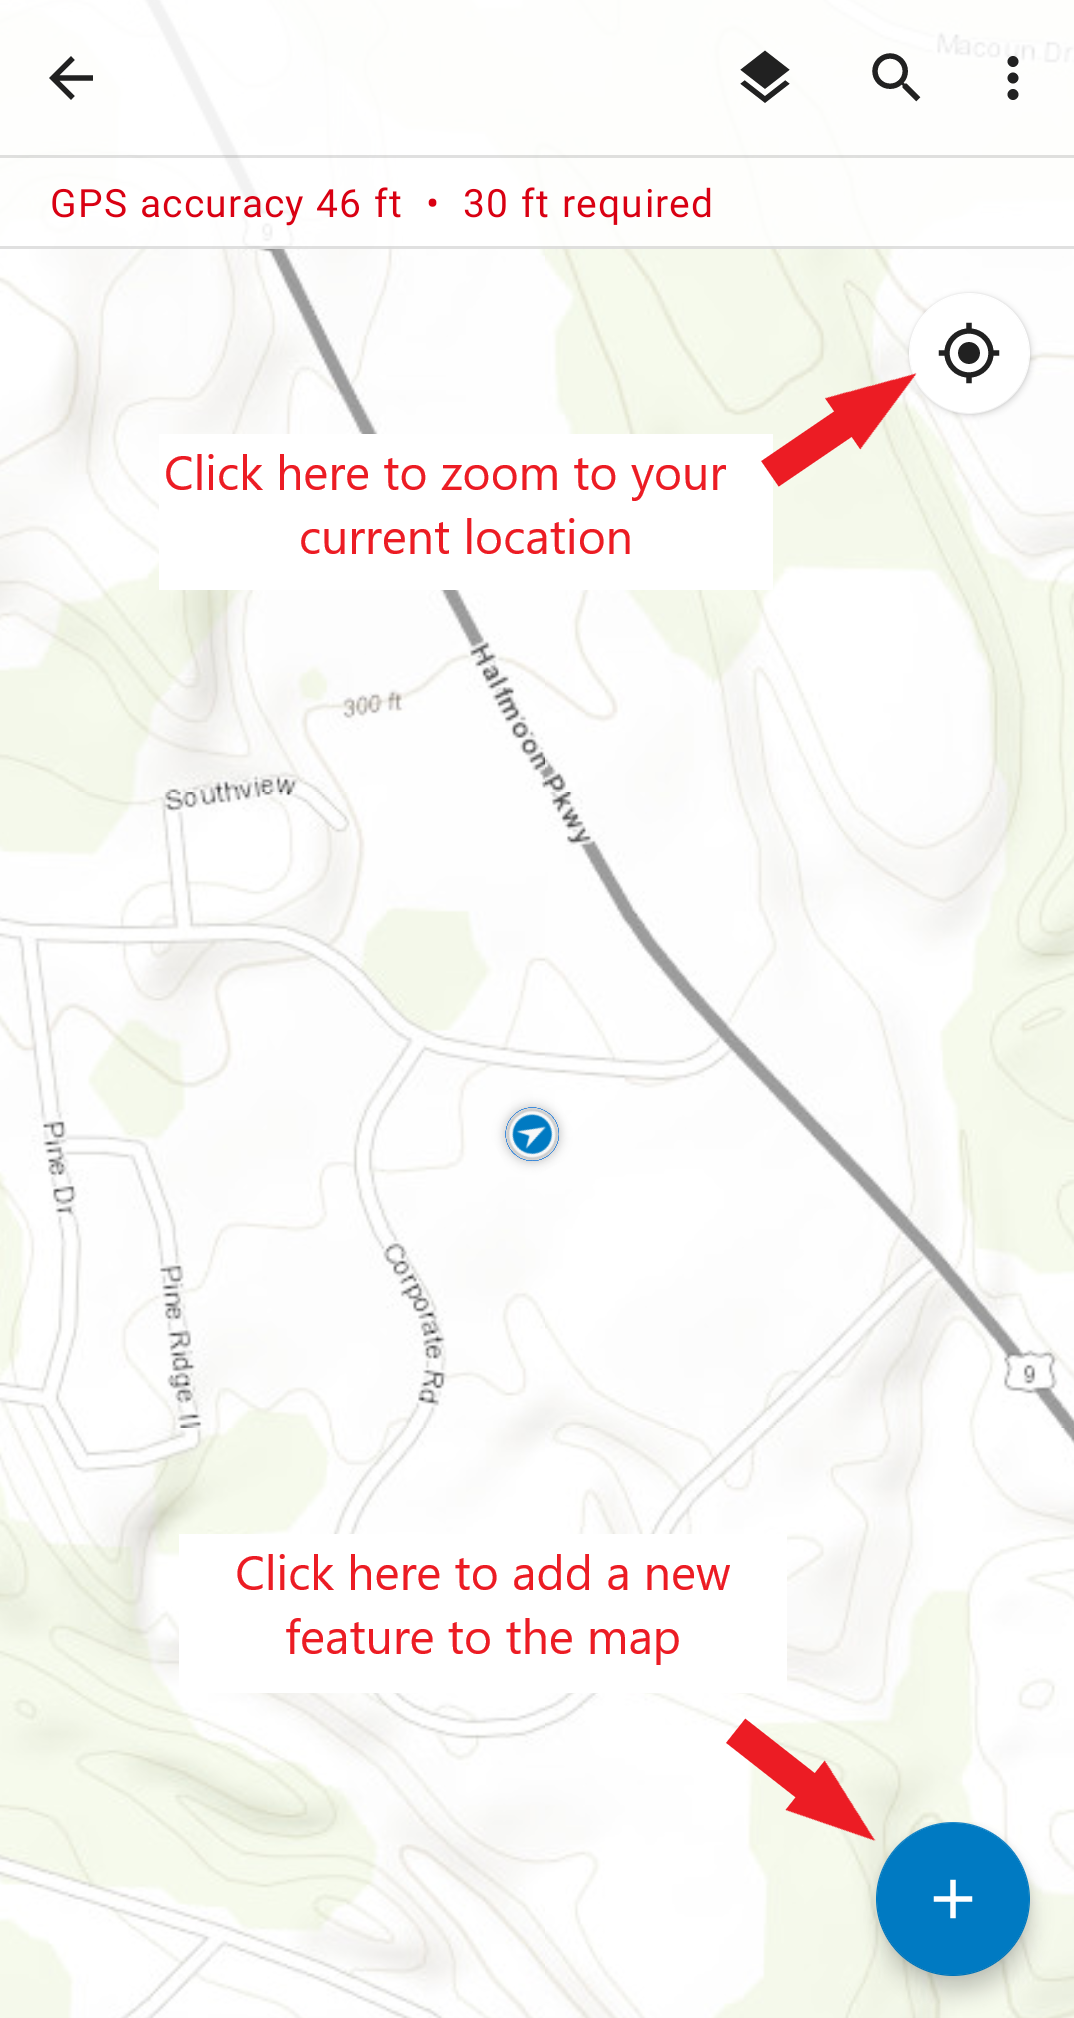 Macoun Dr
GPS accuracy 46 ft • 30 ft required
9
Click here to zoom to your
current location
Halfmoon Pkwy
300 ft
Southview
Pine Dr
Pine Ridge II
Corporate Rd
9
Click here to add a new
feature to the map